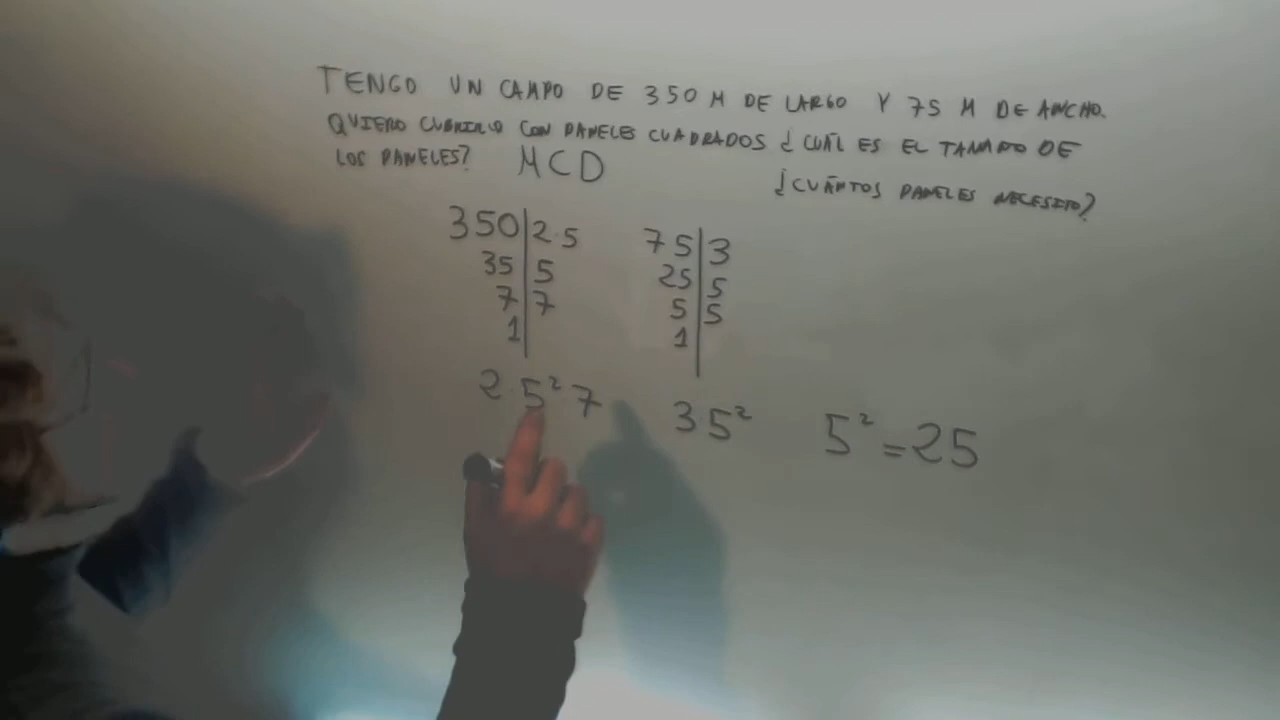 TENGO UN CAMPO DE 350 M DE LARGO Y 75 M DE ANCHO.
QUIERO CUBRIRLO CON PANELES CUADRADOS ¿CUÁL ES EL TAMAÑO DE
LOS PANELES? MCD
¿CUÁNTOS PANELES NECESITO?
350 | 2·5 75 | 3
35 | 5 25 | 5
7 | 7 5 | 5
1 | 1 |
2 5² 7 3 5² 5² = 25